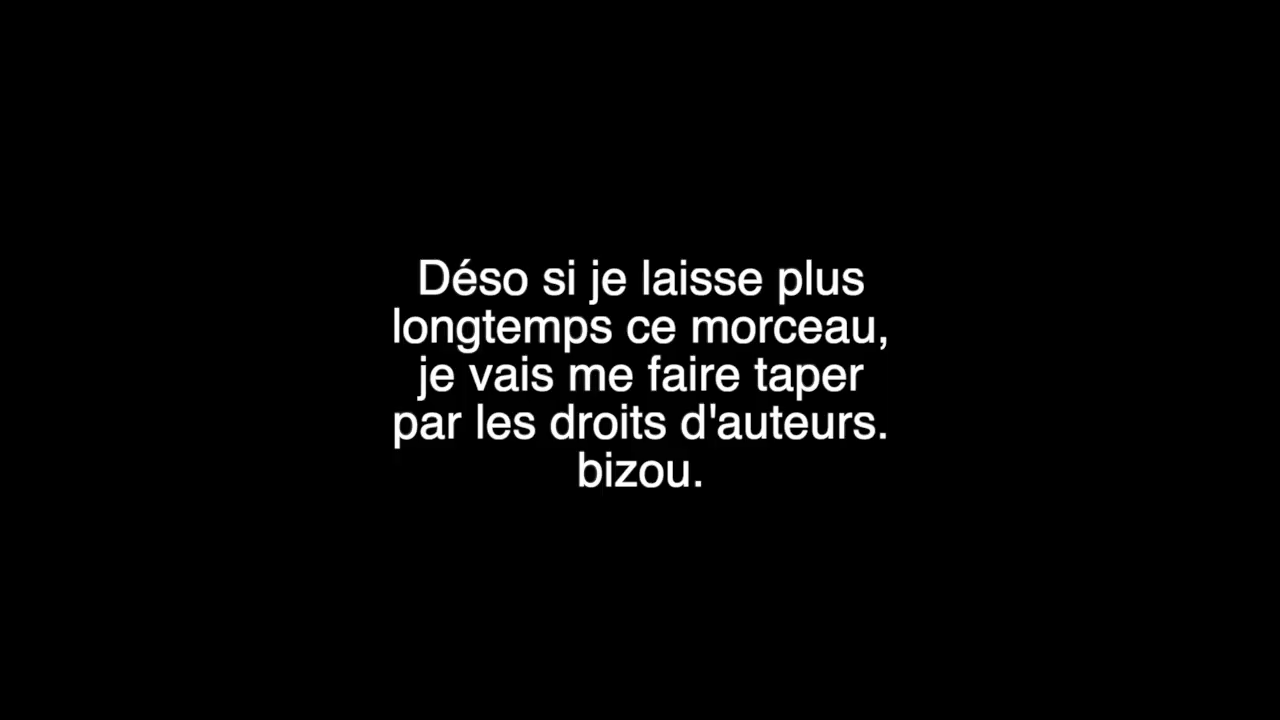 Déso si je laisse plus
longtemps ce morceau,
je vais me faire taper
par les droits d'auteurs.
bizou.